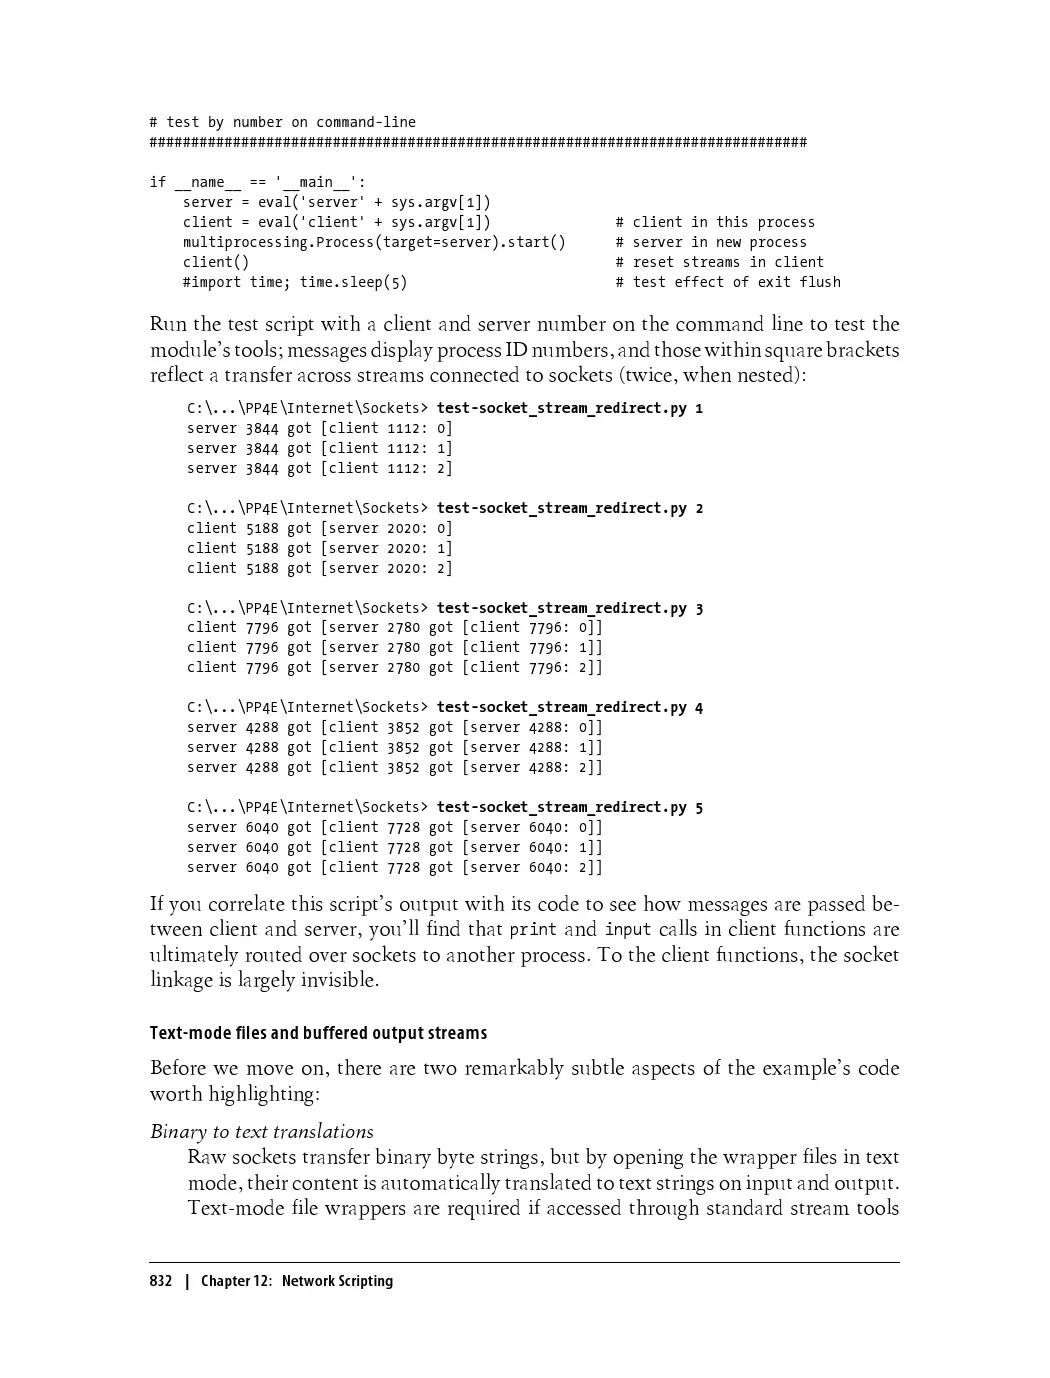 # test by number on command-line
###############################################################################
if __name__ == '__main__':
    server = eval('server' + sys.argv[1])
    client = eval('client' + sys.argv[1])               # client in this process
    multiprocessing.Process(target=server).start()      # server in new process
    client()                                            # reset streams in client
    #import time; time.sleep(5)                         # test effect of exit flush
Run the test script with a client and server number on the command line to test the
module’s tools; messages display process ID numbers, and those within square brackets
reflect a transfer across streams connected to sockets (twice, when nested):
C:\...\PP4E\Internet\Sockets> test-socket_stream_redirect.py 1
server 3844 got [client 1112: 0]
server 3844 got [client 1112: 1]
server 3844 got [client 1112: 2]
C:\...\PP4E\Internet\Sockets> test-socket_stream_redirect.py 2
client 5188 got [server 2020: 0]
client 5188 got [server 2020: 1]
client 5188 got [server 2020: 2]
C:\...\PP4E\Internet\Sockets> test-socket_stream_redirect.py 3
client 7796 got [server 2780 got [client 7796: 0]]
client 7796 got [server 2780 got [client 7796: 1]]
client 7796 got [server 2780 got [client 7796: 2]]
C:\...\PP4E\Internet\Sockets> test-socket_stream_redirect.py 4
server 4288 got [client 3852 got [server 4288: 0]]
server 4288 got [client 3852 got [server 4288: 1]]
server 4288 got [client 3852 got [server 4288: 2]]
C:\...\PP4E\Internet\Sockets> test-socket_stream_redirect.py 5
server 6040 got [client 7728 got [server 6040: 0]]
server 6040 got [client 7728 got [server 6040: 1]]
server 6040 got [client 7728 got [server 6040: 2]]
If you correlate this script’s output with its code to see how messages are passed be-
tween client and server, you’ll find that print and input calls in client functions are
ultimately routed over sockets to another process. To the client functions, the socket
linkage is largely invisible.
Text-mode files and buffered output streams
Before we move on, there are two remarkably subtle aspects of the example’s code
worth highlighting:
Binary to text translations
Raw sockets transfer binary byte strings, but by opening the wrapper files in text
mode, their content is automatically translated to text strings on input and output.
Text-mode file wrappers are required if accessed through standard stream tools
832 | Chapter 12: Network Scripting